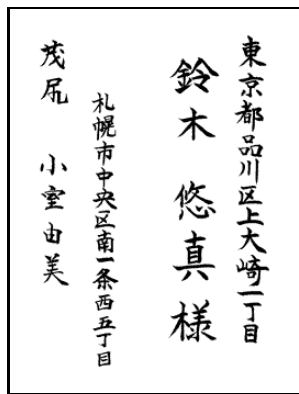 東京都品川区上大崎一丁目
鈴木 悠真様
札幌市中央区南一条西五丁目
茂尻 小室由美